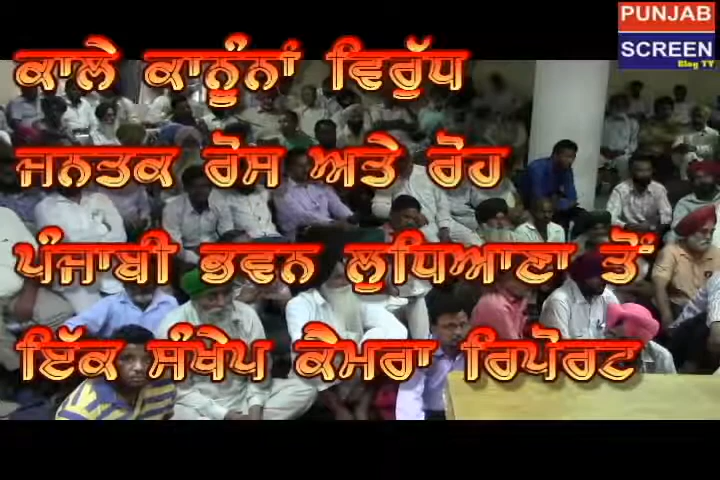 PUNJAB
SCREEN
Blog TV
ਕਾਲੇ ਕਾਨੂੰਨਾਂ ਵਿਰੁੱਧ
ਜਨਤਕ ਰੋਸ ਅਤੇ ਰੋਹ
ਪੰਜਾਬੀ ਭਵਨ ਲੁਧਿਆਣਾ ਤੋਂ
ਇੱਕ ਸੰਖੇਪ ਕੈਮਰਾ ਰਿਪੋਰਟ